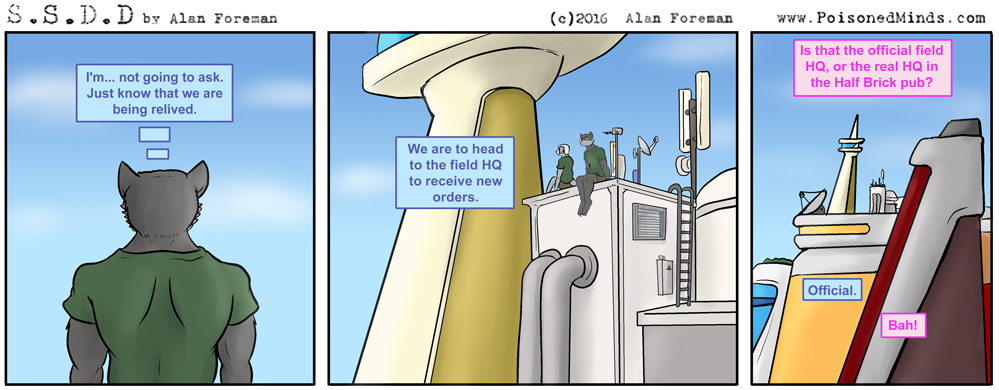 S.S.D.D by Alan Foreman (c)2016 Alan Foreman www.PoisonedMinds.com
I'm... not going to ask.
Just know that we are
being relived.
We are to head
to the field HQ
to receive new
orders.
Is that the official field
HQ, or the real HQ in
the Half Brick pub?
Official.
Bah!